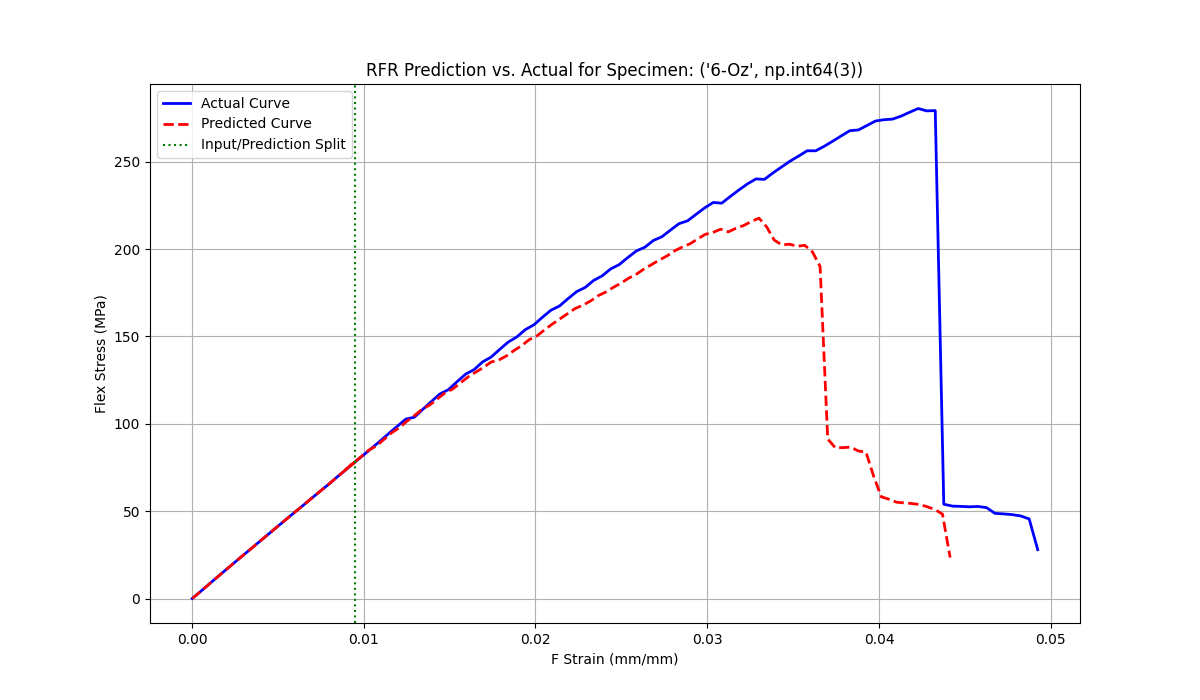 RFR Prediction vs. Actual for Specimen: ('6-Oz', np.int64(3))
Actual Curve
Predicted Curve
Input/Prediction Split
Flex Stress (MPa)
250
200
150
100
50
0
0.00 0.01 0.02 0.03 0.04 0.05
F Strain (mm/mm)